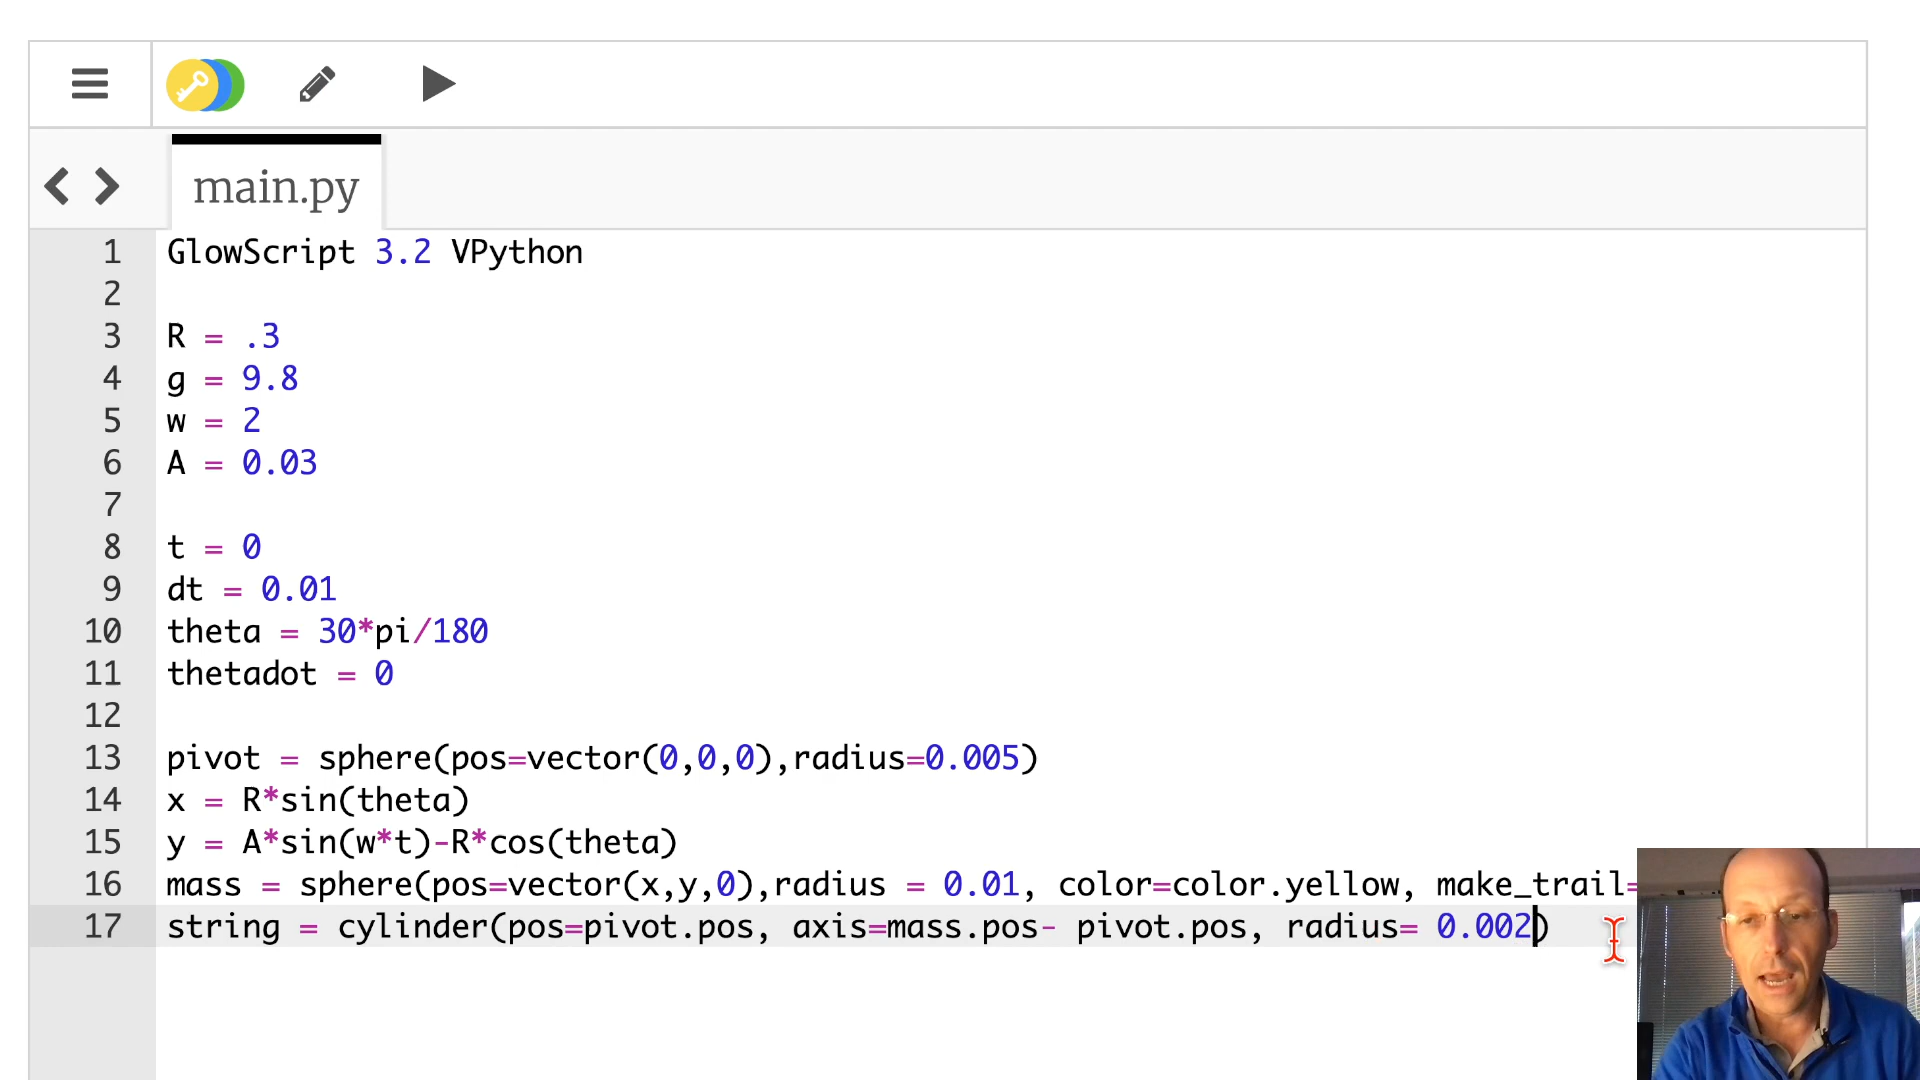 main.py
1 GlowScript 3.2 VPython
2
3 R = .3
4 g = 9.8
5 w = 2
6 A = 0.03
7
8 t = 0
9 dt = 0.01
10 theta = 30*pi/180
11 thetadot = 0
12
13 pivot = sphere(pos=vector(0,0,0),radius=0.005)
14 x = R*sin(theta)
15 y = A*sin(w*t)-R*cos(theta)
16 mass = sphere(pos=vector(x,y,0),radius = 0.01, color=color.yellow, make_trail=
17 string = cylinder(pos=pivot.pos, axis=mass.pos- pivot.pos, radius= 0.002)